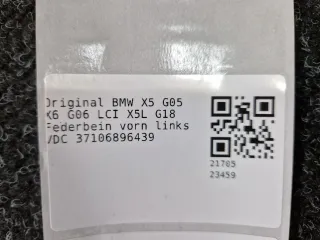 Original BMW X5 G05
X6 G06 LCI X5L G18
Federbein vorn links
VDC 37106896439
21705
23459